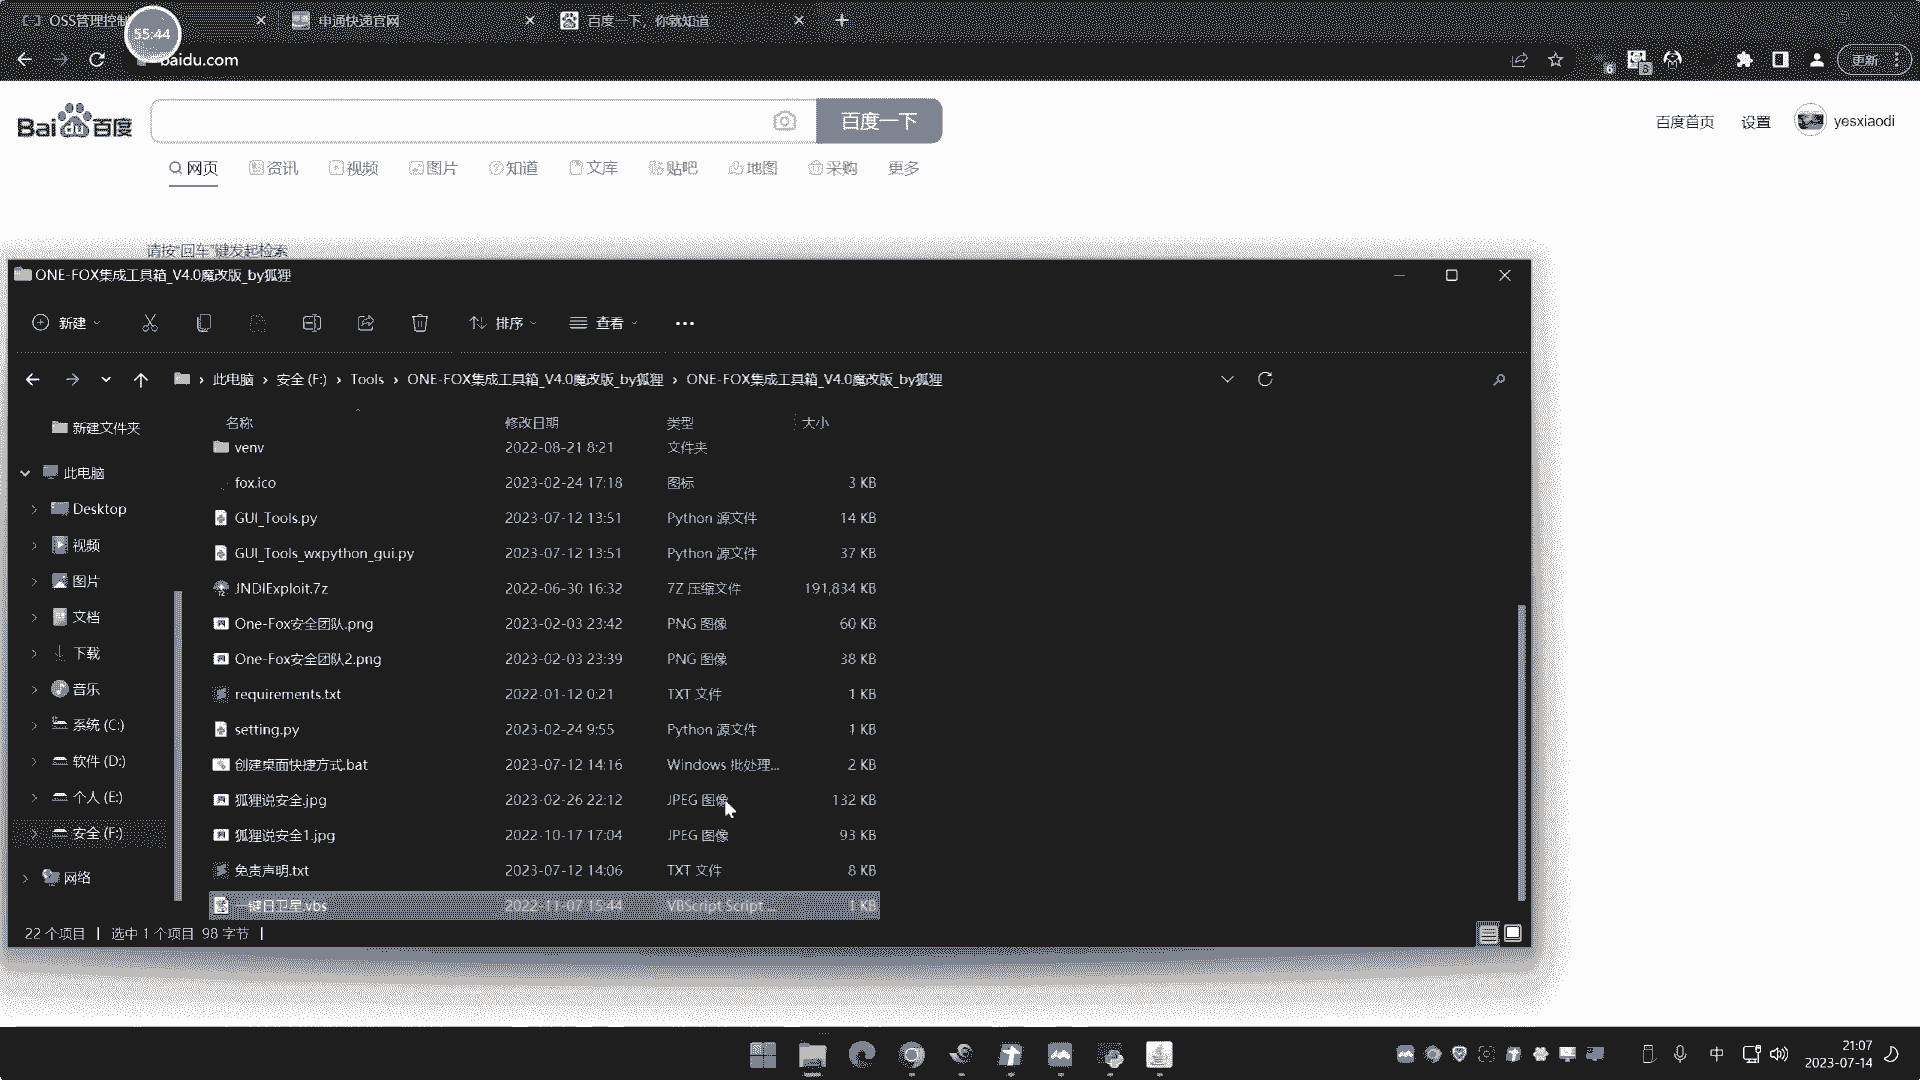 OSS管理控制
申通快递官网
百度一下，你就知道
55:44
baidu.com
6
8
更新
Bai du 百度
百度一下
百度首页
设置
yesxiaodi
网页
资讯
视频
图片
知道
文库
贴吧
地图
采购
更多
请按“回车”键发起检索
ONE-FOX集成工具箱_V4.0魔改版_by狐狸
新建
排序
查看
此电脑 › 安全 (F:) › Tools › ONE-FOX集成工具箱_V4.0魔改版_by狐狸 › ONE-FOX集成工具箱_V4.0魔改版_by狐狸
新建文件夹
此电脑
Desktop
视频
图片
文档
下载
音乐
系统 (C:)
软件 (D:)
个人 (E:)
安全 (F:)
网络
名称 修改日期 类型 大小
venv 2022-08-21 8:21 文件夹
fox.ico 2023-02-24 17:18 图标 3 KB
GUI_Tools.py 2023-07-12 13:51 Python 源文件 14 KB
GUI_Tools_wxpython_gui.py 2023-07-12 13:51 Python 源文件 37 KB
JNDIExploit.7z 2022-06-30 16:32 7Z 压缩文件 191,834 KB
One-Fox安全团队.png 2023-02-03 23:42 PNG 图像 60 KB
One-Fox安全团队2.png 2023-02-03 23:39 PNG 图像 38 KB
requirements.txt 2022-01-12 0:21 TXT 文件 1 KB
setting.py 2023-02-24 9:55 Python 源文件 1 KB
创建桌面快捷方式.bat 2023-07-12 14:16 Windows 批处理... 2 KB
狐狸说安全.jpg 2023-02-26 22:12 JPEG 图像 132 KB
狐狸说安全1.jpg 2022-10-17 17:04 JPEG 图像 93 KB
免责声明.txt 2023-07-12 14:06 TXT 文件 8 KB
一键日卫星.vbs 2022-11-07 15:44 VBScript Script ... 1 KB
22 个项目 | 选中 1 个项目 98 字节 |
中
21:07
2023-07-14